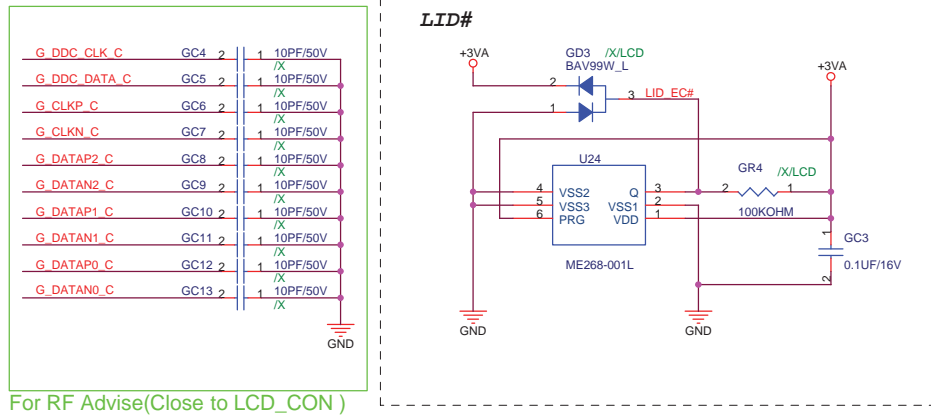 G_DDC_CLK_C GC4 2 1 10PF/50V
/X
G_DDC_DATA_C GC5 2 1 10PF/50V
/X
G_CLKP_C GC6 2 1 10PF/50V
/X
G_CLKN_C GC7 2 1 10PF/50V
/X
G_DATAP2_C GC8 2 1 10PF/50V
/X
G_DATAN2_C GC9 2 1 10PF/50V
/X
G_DATAP1_C GC10 2 1 10PF/50V
/X
G_DATAN1_C GC11 2 1 10PF/50V
/X
G_DATAP0_C GC12 2 1 10PF/50V
/X
G_DATAN0_C GC13 2 1 10PF/50V
/X
GND
For RF Advise(Close to LCD_CON )
LID#
+3VA
GD3 /X/LCD
BAV99W_L
2
1
3 LID_EC#
+3VA
U24
4 VSS2 Q 3
5 VSS3 VSS1 2
6 PRG VDD 1
ME268-001L
GR4 /X/LCD
2 1
100KOHM
1
GC3
0.1UF/16V
2
GND
GND